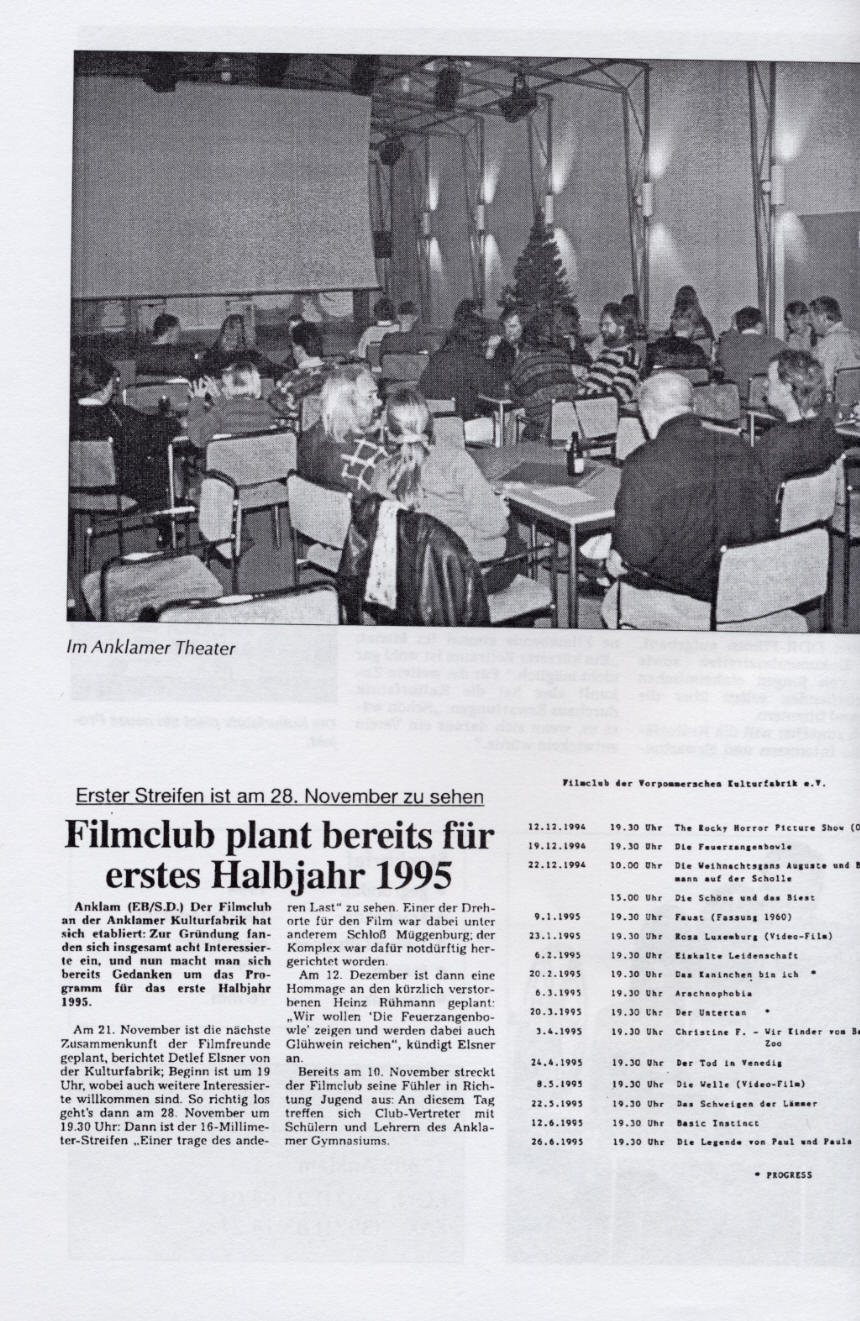 Im Anklamer Theater
Erster Streifen ist am 28. November zu sehen
Filmclub plant bereits für
erstes Halbjahr 1995
Anklam (EB/S.D.) Der Filmclub
an der Anklamer Kulturfabrik hat
sich etabliert: Zur Gründung fan-
den sich insgesamt acht Interessier-
te ein, und nun macht man sich
bereits Gedanken um das Pro-
gramm für das erste Halbjahr
1995.
Am 21. November ist die nächste
Zusammenkunft der Filmfreunde
geplant, berichtet Detlef Elsner von
der Kulturfabrik; Beginn ist um 19
Uhr, wobei auch weitere Interessier-
te willkommen sind. So richtig los
geht's dann am 28. November um
19.30 Uhr: Dann ist der 16-Millime-
ter-Streifen „Einer trage des ande-
ren Last" zu sehen. Einer der Dreh-
orte für den Film war dabei unter
anderem Schloß Müggenburg; der
Komplex war dafür notdürftig her-
gerichtet worden.
Am 12. Dezember ist dann eine
Hommage an den kürzlich verstor-
benen Heinz Rühmann geplant:
„Wir wollen 'Die Feuerzangenbo-
wle' zeigen und werden dabei auch
Glühwein reichen", kündigt Elsner
an.
Bereits am 10. November streckt
der Filmclub seine Fühler in Rich-
tung Jugend aus: An diesem Tag
treffen sich Club-Vertreter mit
Schülern und Lehrern des Ankla-
mer Gymnasiums.
Filmclub der Vorpommerschen Kulturfabrik e.V.
12.12.1994 19.30 Uhr The Rocky Horror Picture Show (O
19.12.1994 19.30 Uhr Die Feuerzangenbowle
22.12.1994 10.00 Uhr Die Weihnachtsgans Auguste und B
mann auf der Scholle
15.00 Uhr Die Schöne und das Biest
9.1.1995 19.30 Uhr Faust (Fassung 1960)
23.1.1995 19.30 Uhr Rosa Luxemburg (Video-Film)
6.2.1995 19.30 Uhr Eiskalte Leidenschaft
20.2.1995 19.30 Uhr Das Kaninchen bin ich *
6.3.1995 19.30 Uhr Arachnophobia
20.3.1995 19.30 Uhr Der Untertan *
3.4.1995 19.30 Uhr Christine F. - Wir Kinder vom Ba
Zoo
24.4.1995 19.30 Uhr Der Tod in Venedig
8.5.1995 19.30 Uhr Die Welle (Video-Film)
22.5.1995 19.30 Uhr Das Schweigen der Lämmer
12.6.1995 19.30 Uhr Basic Instinct
26.6.1995 19.30 Uhr Die Legende von Paul und Paula
* PROGRESS